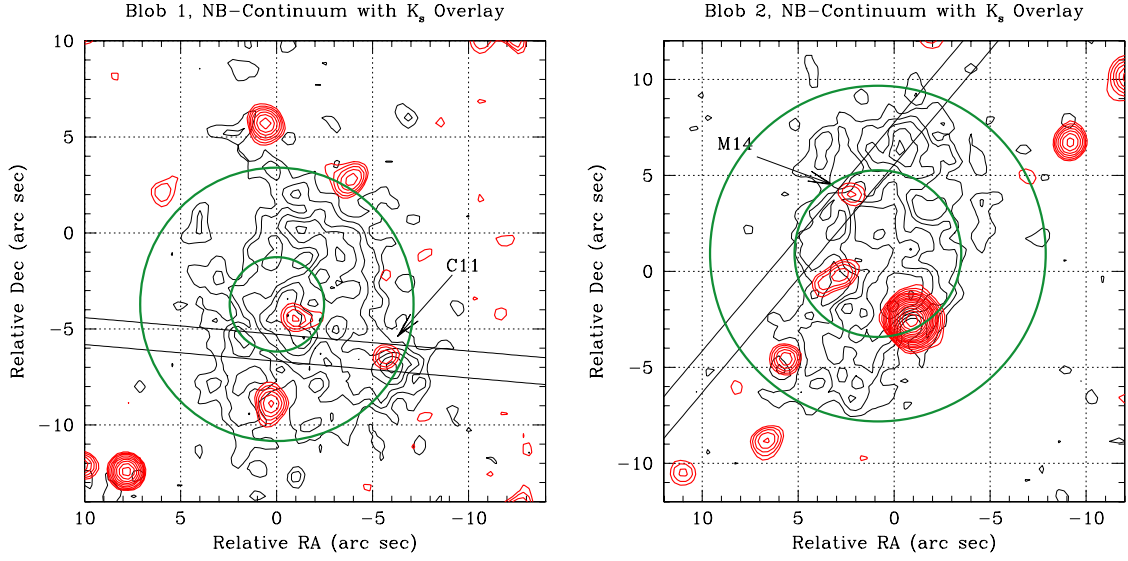 Blob 1, NB-Continuum with Ks Overlay
Blob 2, NB-Continuum with Ks Overlay
Relative Dec (arc sec)
10
5
0
-5
-10
C11
10
5
0
-5
-10
Relative RA (arc sec)
Relative Dec (arc sec)
10
5
0
-5
-10
M14
10
5
0
-5
-10
Relative RA (arc sec)